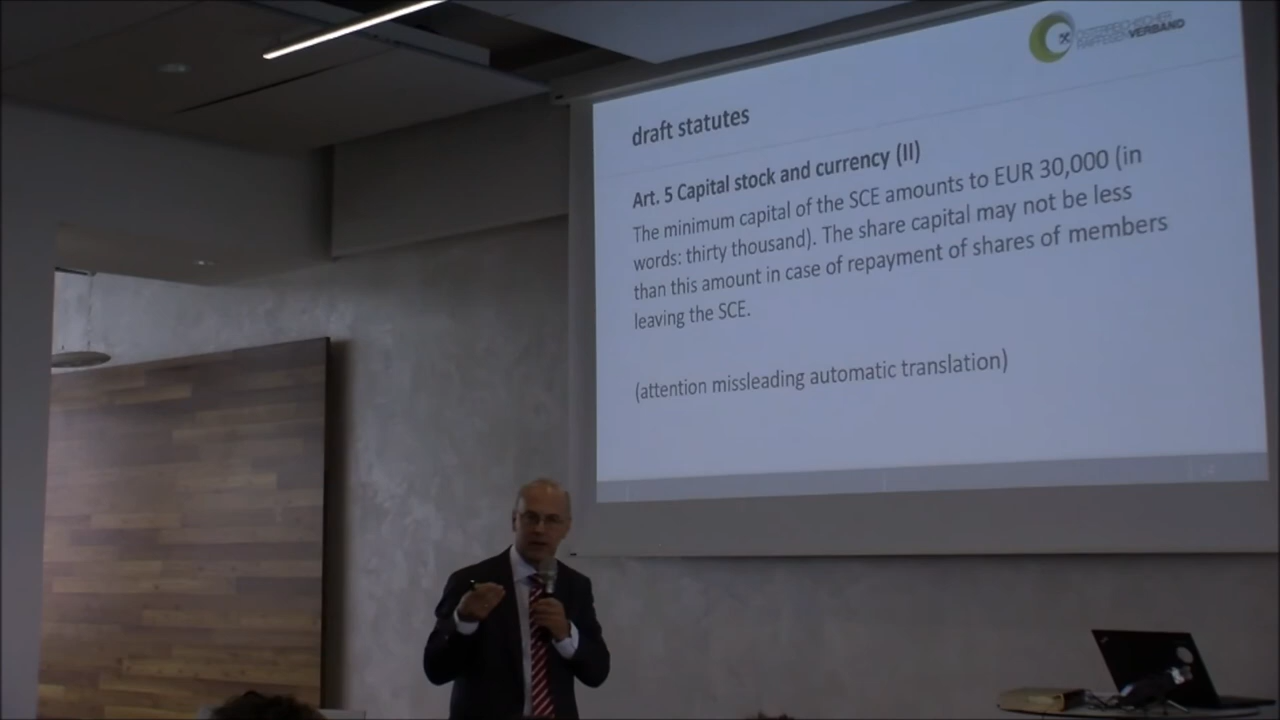 ÖSTERREICHISCHER
RAIFFEISENVERBAND
draft statutes
Art. 5 Capital stock and currency (II)
The minimum capital of the SCE amounts to EUR 30,000 (in
words: thirty thousand). The share capital may not be less
than this amount in case of repayment of shares of members
leaving the SCE.
(attention missleading automatic translation)